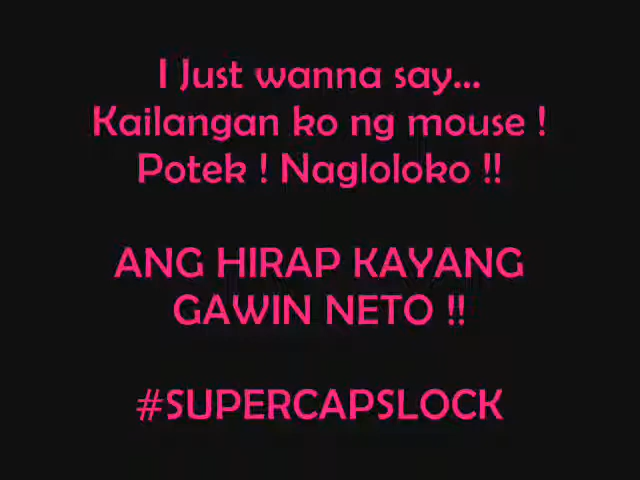 I Just wanna say...
Kailangan ko ng mouse !
Potek ! Nagloloko !!
ANG HIRAP KAYANG
GAWIN NETO !!
#SUPERCAPSLOCK